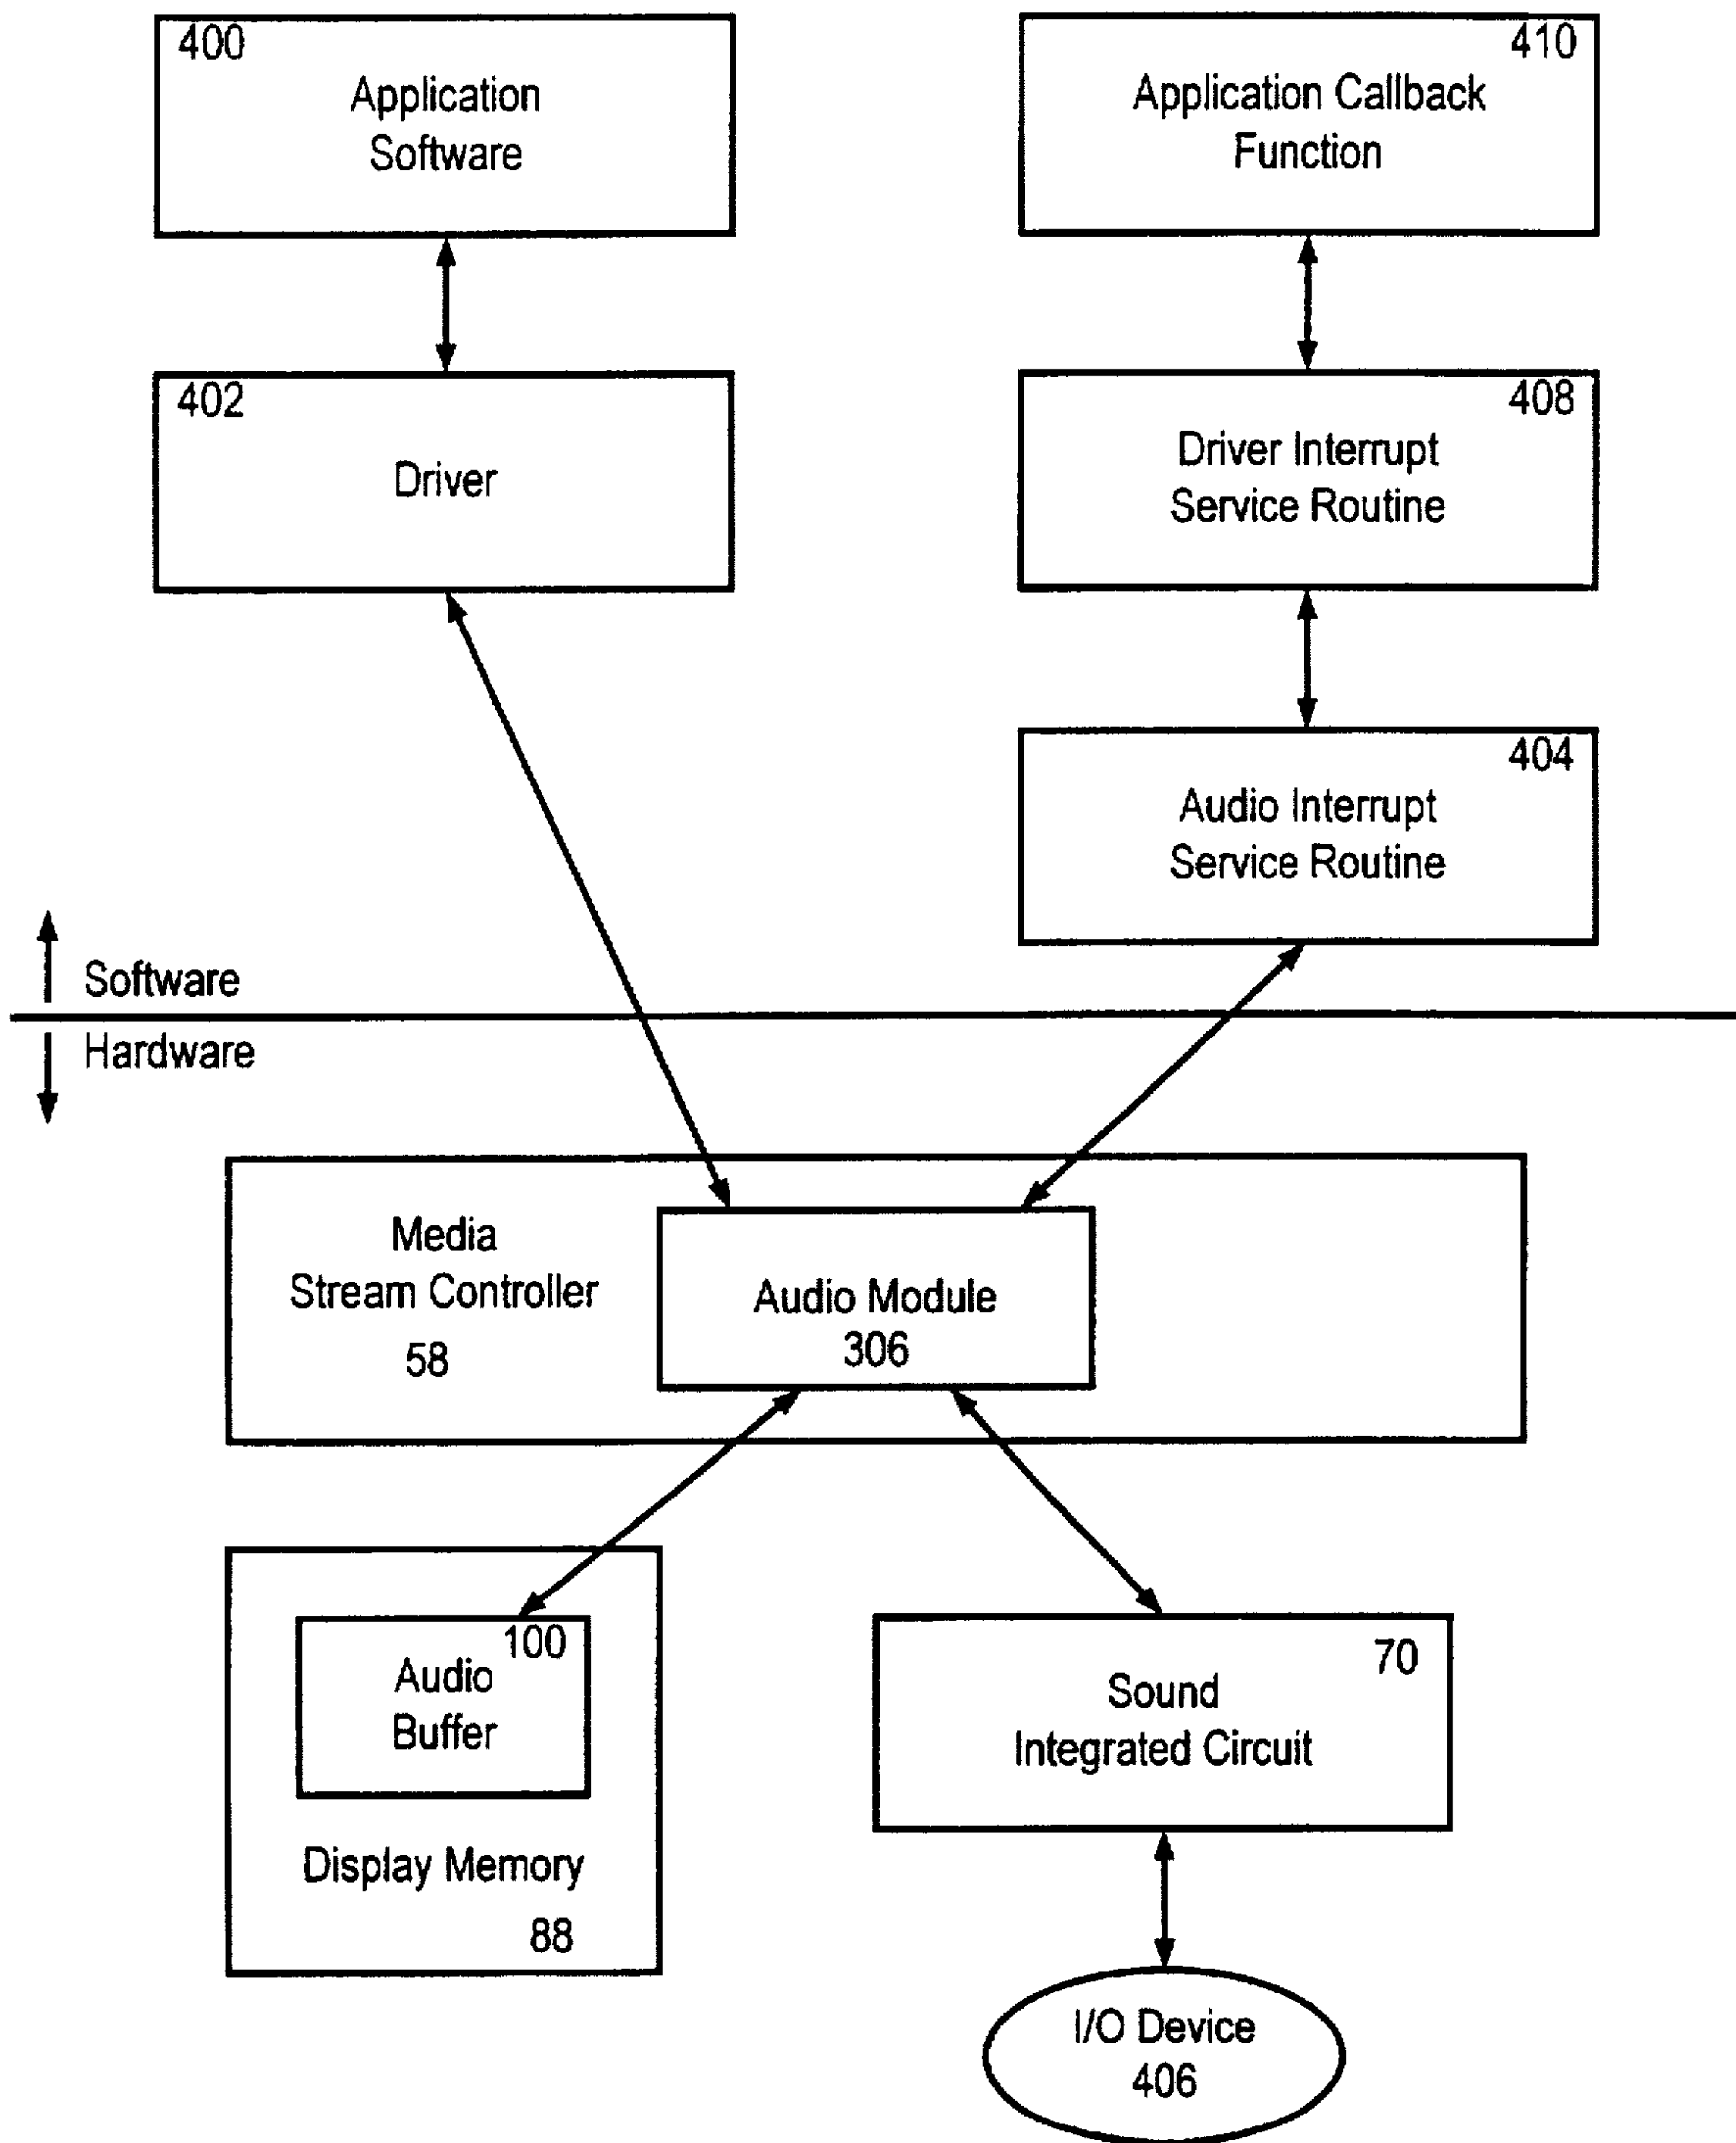 400
Application
Software
410
Application Callback
Function
402
Driver
408
Driver Interrupt
Service Routine
404
Audio Interrupt
Service Routine
Software
Hardware
Media
Stream Controller
58
Audio Module
306
100
Audio
Buffer
Display Memory
88
70
Sound
Integrated Circuit
I/O Device
406